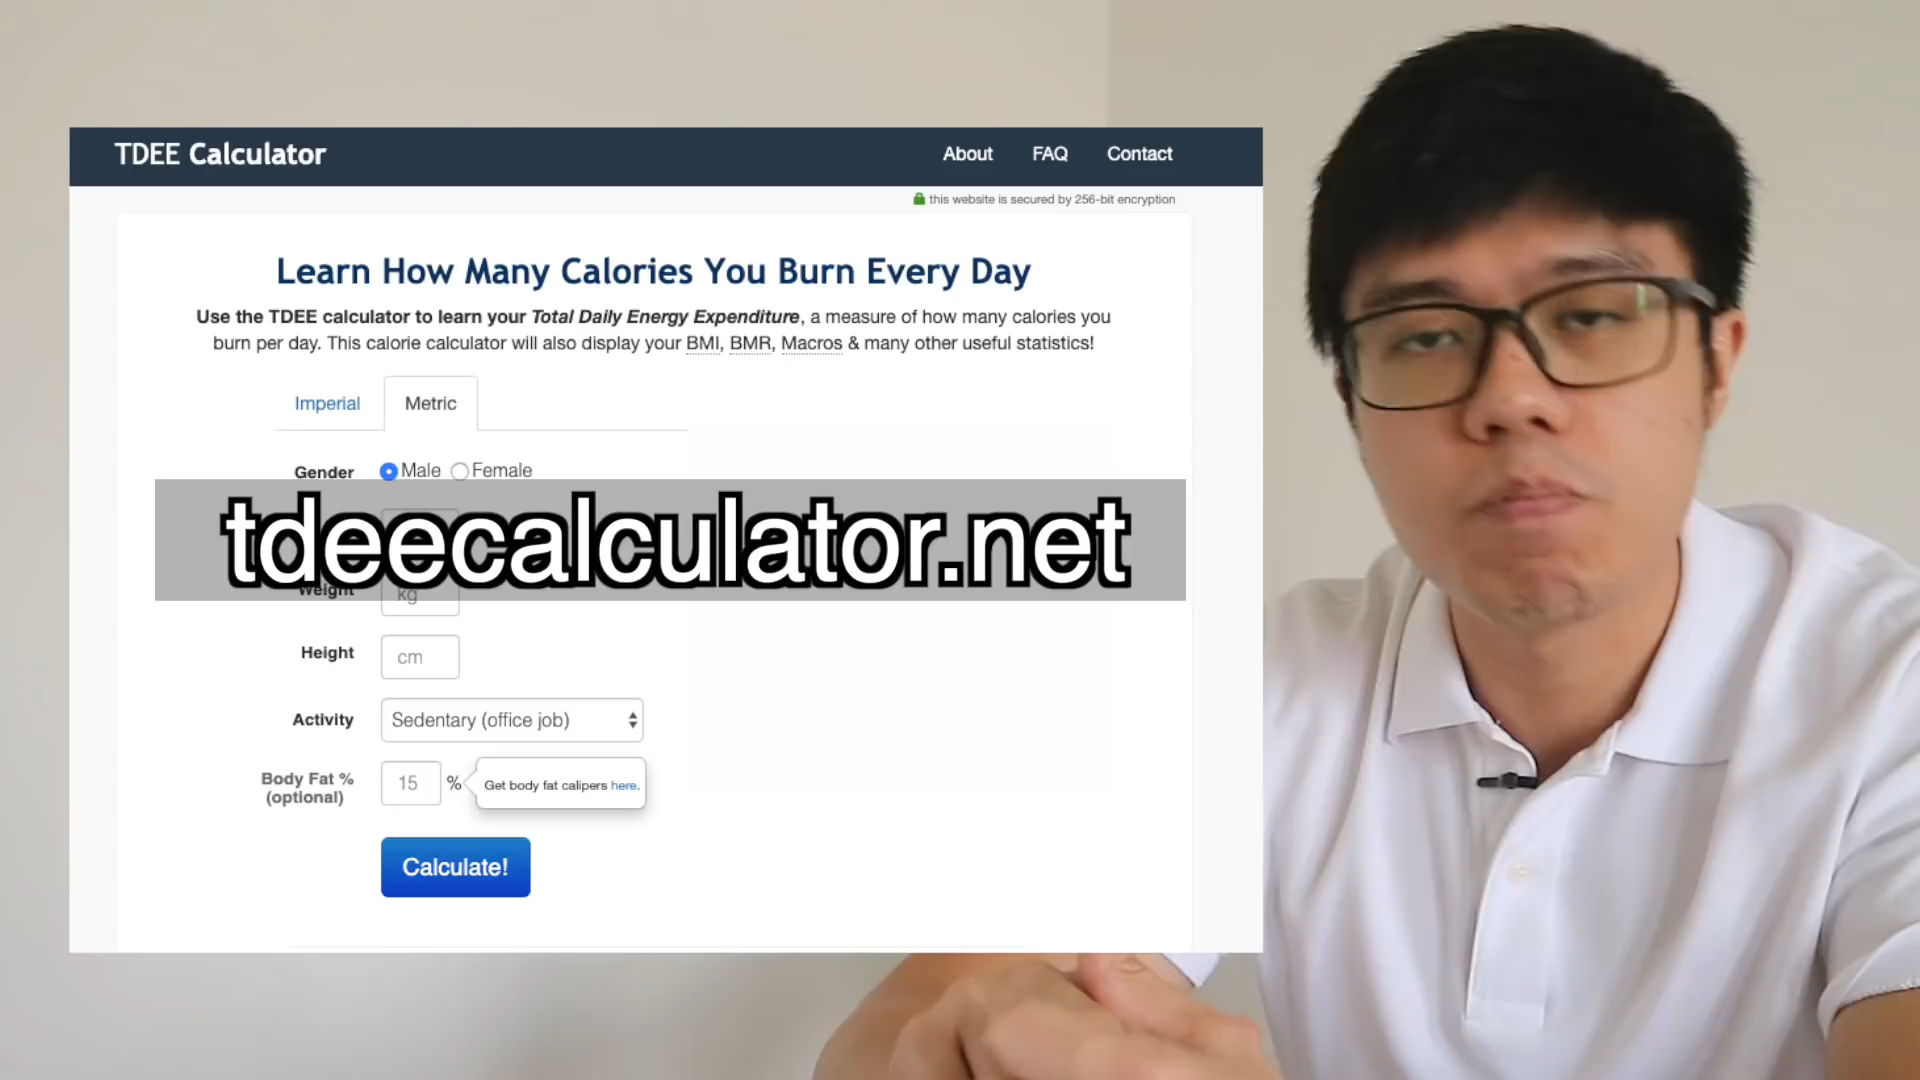 TDEE Calculator
About FAQ Contact
this website is secured by 256-bit encryption
Learn How Many Calories You Burn Every Day
Use the TDEE calculator to learn your Total Daily Energy Expenditure, a measure of how many calories you
burn per day. This calorie calculator will also display your BMI, BMR, Macros & many other useful statistics!
Imperial Metric
Gender Male Female
tdeecalculator.net
Weight kg
Height cm
Activity Sedentary (office job)
Body Fat %
(optional)
15 %
Get body fat calipers here.
Calculate!